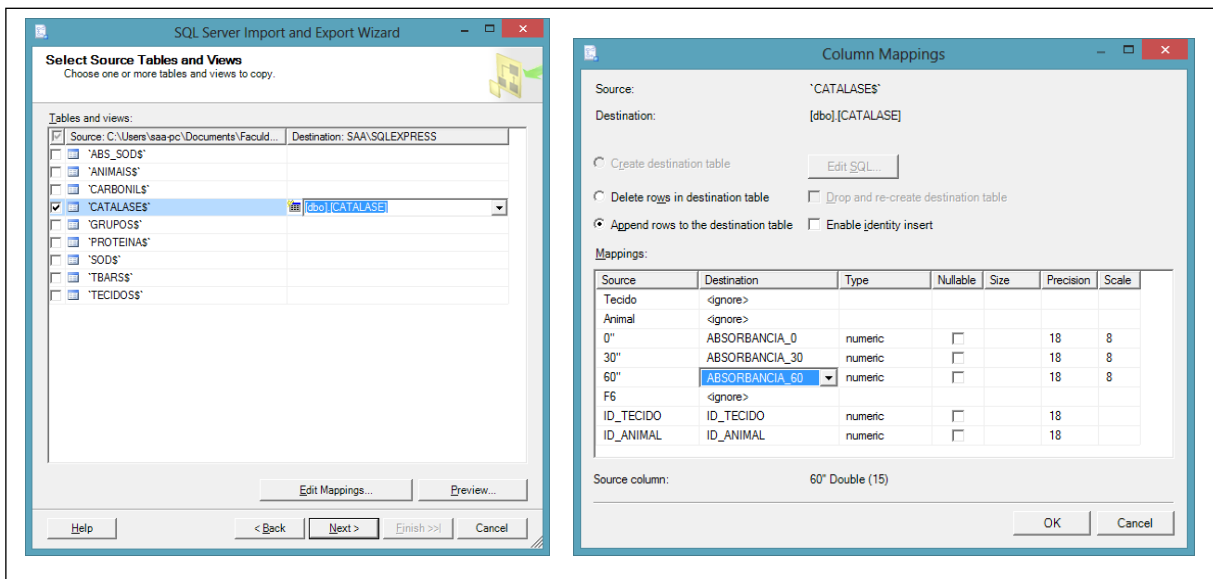 SQL Server Import and Export Wizard
Select Source Tables and Views
Choose one or more tables and views to copy.
Tables and views:
Source: C:\Users\saa-pc\Documents\Faculd... Destination: SAA\SQLEXPRESS
`ABS_SOD$`
`ANIMAIS$`
`CARBONIL$`
`CATALASE$` [dbo].[CATALASE]
`GRUPOS$`
`PROTEINA$`
`SOD$`
`TBARS$`
`TECIDOS$`
Edit Mappings... Preview...
Help < Back Next > Finish >>| Cancel
Column Mappings
Source: `CATALASE$`
Destination: [dbo].[CATALASE]
Create destination table Edit SQL...
Delete rows in destination table Drop and re-create destination table
Append rows to the destination table Enable identity insert
Mappings:
Source Destination Type Nullable Size Precision Scale
Tecido <ignore>
Animal <ignore>
0" ABSORBANCIA_0 numeric 18 8
30" ABSORBANCIA_30 numeric 18 8
60" ABSORBANCIA_60 numeric 18 8
F6 <ignore>
ID_TECIDO ID_TECIDO numeric 18
ID_ANIMAL ID_ANIMAL numeric 18
Source column: 60" Double (15)
OK Cancel